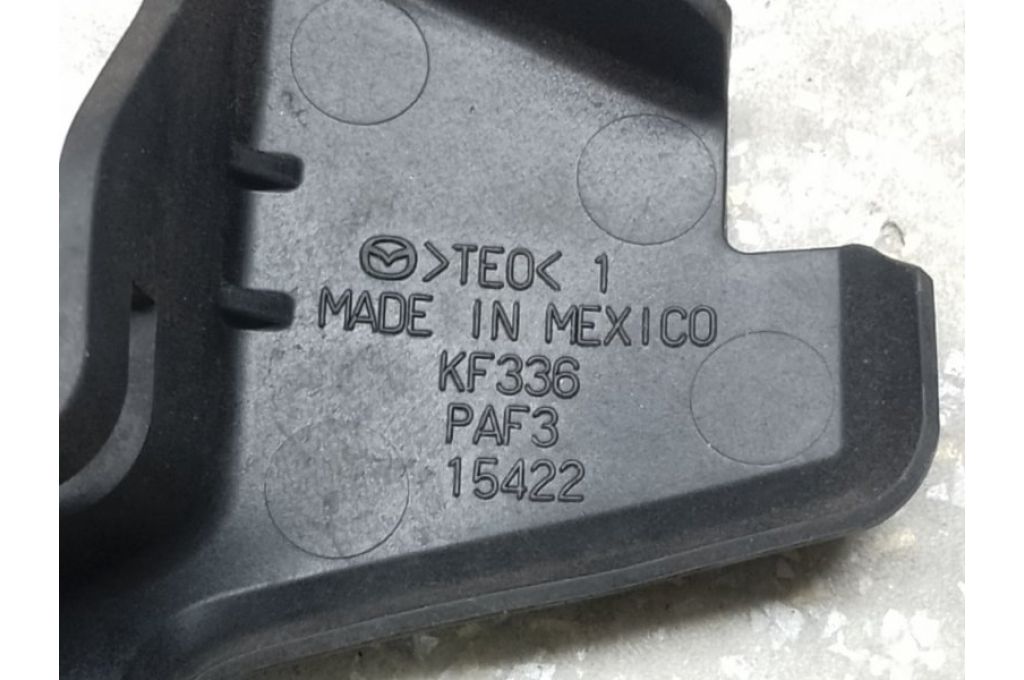 >TEO< 1
MADE IN MEXICO
KF336
PAF3
15422